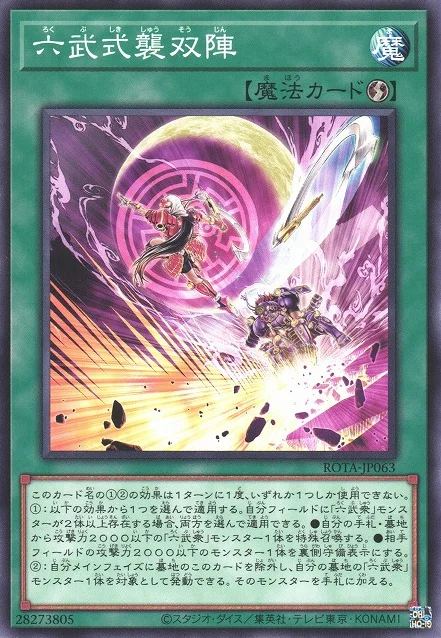 六武式襲双陣
魔
【魔法カード】
ROTA-JP063
このカード名の①②の効果は1ターンに1度、いずれか1つしか使用できない。
①:以下の効果から1つを選んで適用する。自分フィールドに「六武衆」モンス
ターが2体以上存在する場合、両方を選んで適用できる。●自分の手札・墓地
から攻撃力2000以下の「六武衆」モンスター1体を特殊召喚する。●相手
フィールドの攻撃力2000以下のモンスター1体を裏側守備表示にする。
②:自分メインフェイズに墓地のこのカードを除外し、自分の墓地の「六武衆」
モンスター1体を対象として発動できる。そのモンスターを手札に加える。
28273805
©スタジオ・ダイス/集英社・テレビ東京・KONAMI